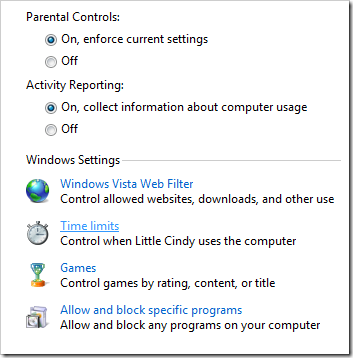 Parental Controls:
On, enforce current settings
Off
Activity Reporting:
On, collect information about computer usage
Off
Windows Settings
Windows Vista Web Filter
Control allowed websites, downloads, and other use
Time limits
Control when Little Cindy uses the computer
Games
Control games by rating, content, or title
Allow and block specific programs
Allow and block any programs on your computer